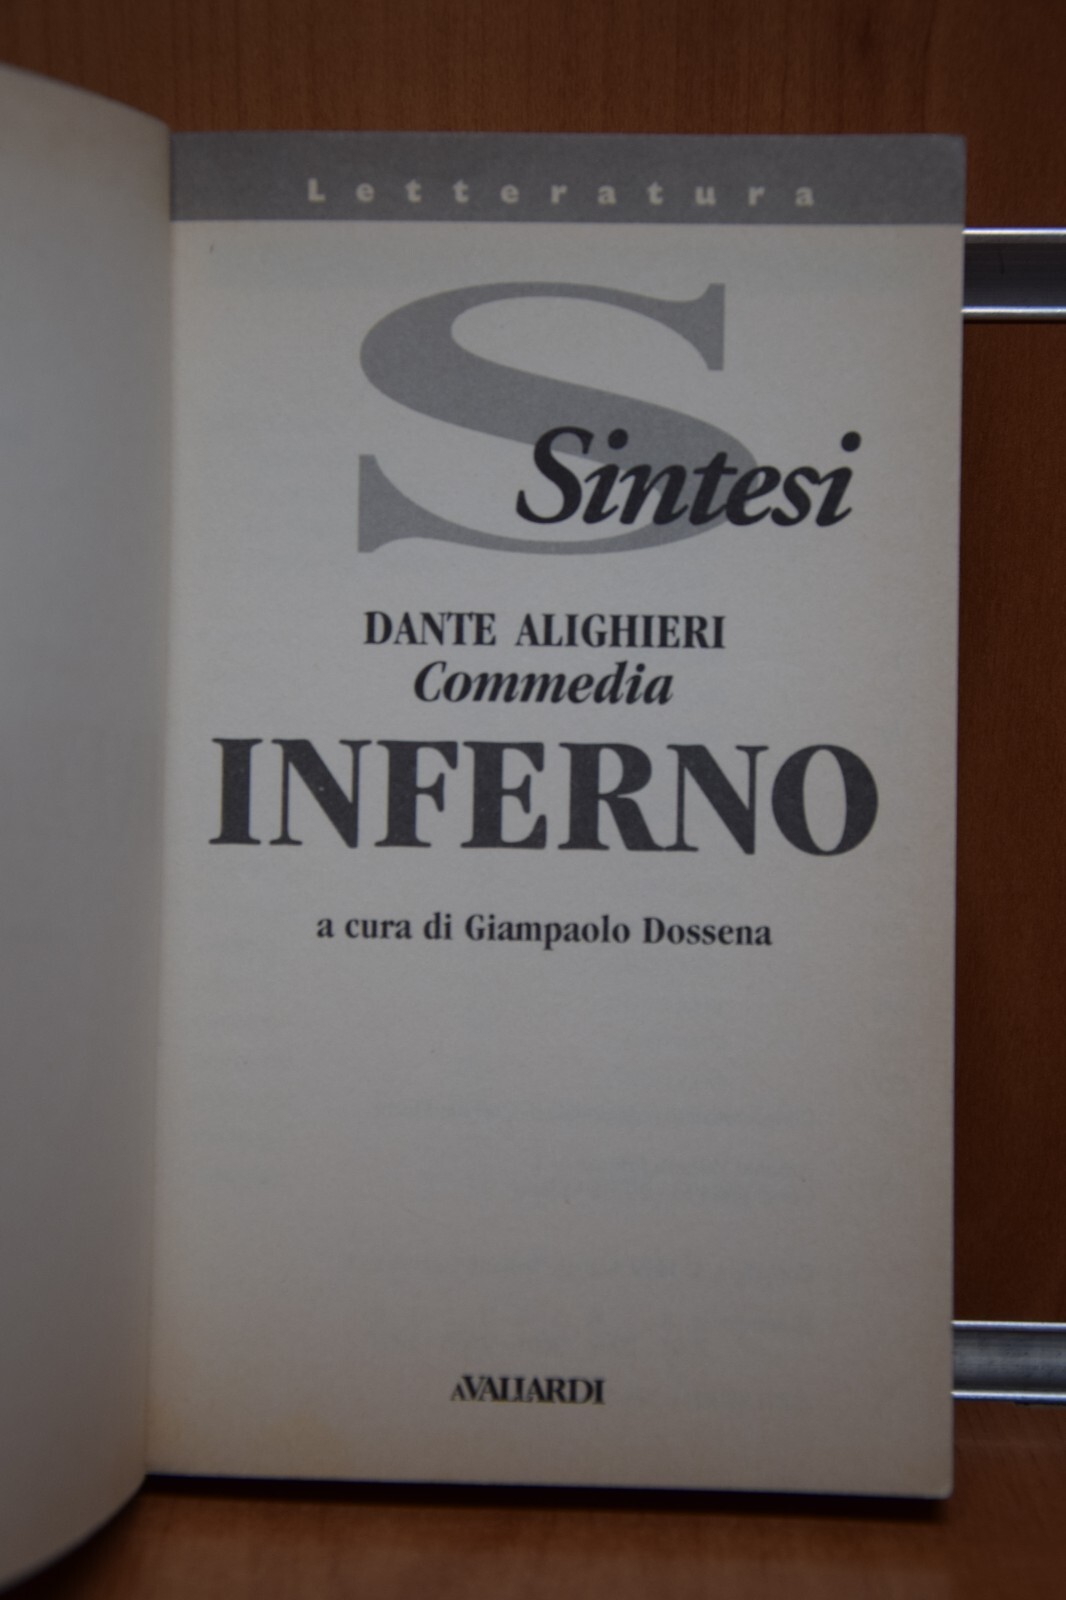 Letteratura
S
Sintesi
DANTE ALIGHIERI
Commedia
INFERNO
a cura di Giampaolo Dossena
AVALLARDI